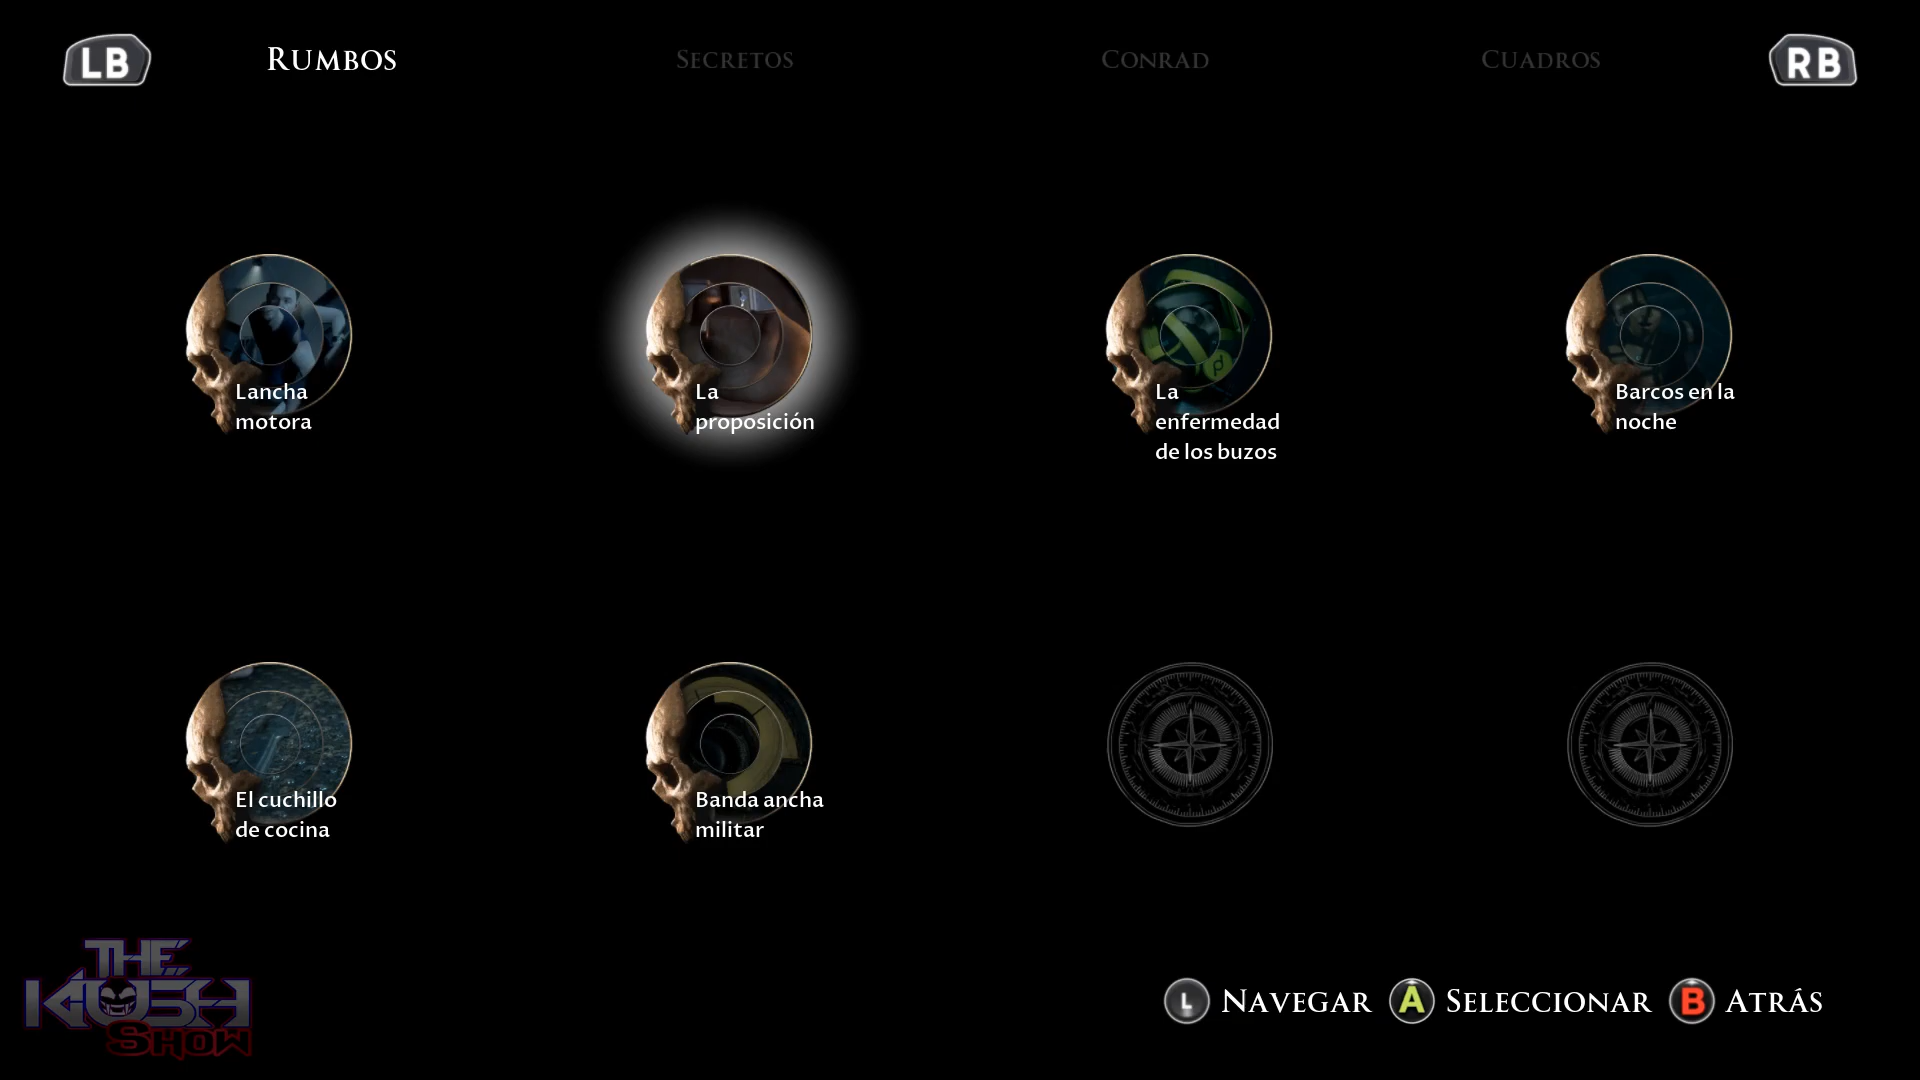 LB
Rumbos
Secretos
Conrad
Cuadros
RB
Lancha
motora
La
proposición
La
enfermedad
de los buzos
Barcos en la
noche
El cuchillo
de cocina
Banda ancha
militar
THE
KUSH
SHOW
L Navegar A Seleccionar B Atrás